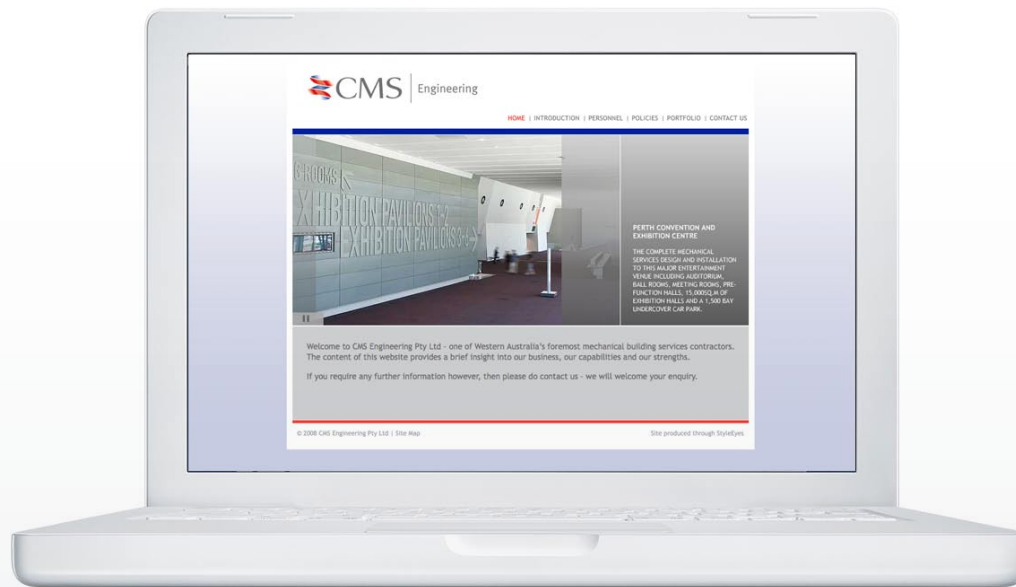 CMS Engineering
HOME | INTRODUCTION | PERSONNEL | POLICIES | PORTFOLIO | CONTACT US
G ROOMS
XHIBITION PAVILIONS 1-2
EXHIBITION PAVILIONS 3-6
PERTH CONVENTION AND
EXHIBITION CENTRE
THE COMPLETE MECHANICAL
SERVICES DESIGN AND INSTALLATION
TO THIS MAJOR ENTERTAINMENT
VENUE INCLUDING AUDITORIUM,
BALL ROOMS, MEETING ROOMS, PRE-
FUNCTION HALLS, 15,000SQ.M OF
EXHIBITION HALLS AND A 1,500 BAY
UNDERCOVER CAR PARK.
Welcome to CMS Engineering Pty Ltd - one of Western Australia's foremost mechanical building services contractors.
The content of this website provides a brief insight into our business, our capabilities and our strengths.
If you require any further information however, then please do contact us - we will welcome your enquiry.
© 2008 CMS Engineering Pty Ltd | Site Map
Site produced through StyleEyes